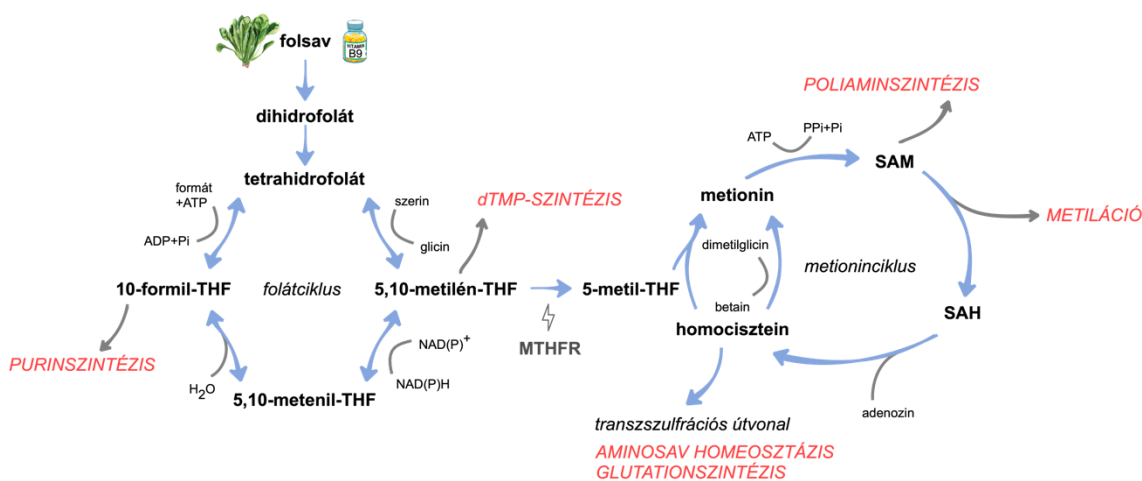 folsav
VITAMIN
B9
dihidrofolát
tetrahidrofolát
formát
+ATP
ADP+Pi
szerin
glicin
dTMP-SZINTÉZIS
10-formil-THF
folátciklus
5,10-metilén-THF
PURINSZINTÉZIS
H2O
NAD(P)+
NAD(P)H
5,10-metenil-THF
MTHFR
5-metil-THF
metionin
ATP
PPi+Pi
SAM
POLIAMINSZINTÉZIS
METILÁCIÓ
dimetilglicin
metioninciklus
betain
homocisztein
SAH
adenozin
transzszulfrációs útvonal
AMINOSAV HOMEOSZTÁZIS
GLUTATIONSZINTÉZIS